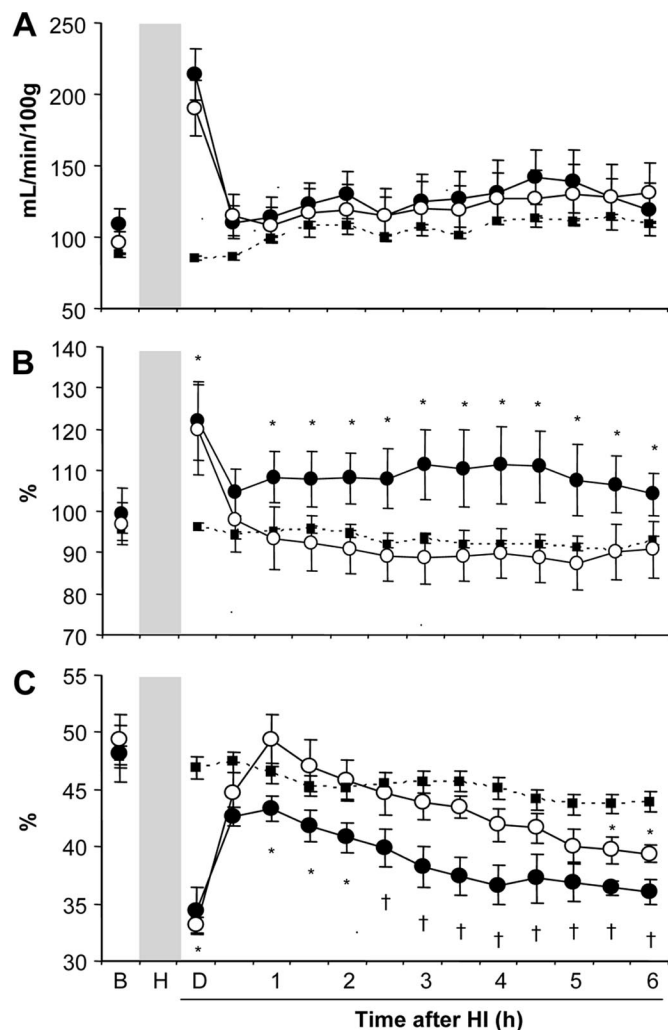 A
mL/min/100g
250
200
150
100
50
B
%
140
130
120
110
100
90
80
70
*
* * * * * * * * * * *
C
%
55
50
45
40
35
30
* *
* * *
† † † † † † † †
*
B H D 1 2 3 4 5 6
Time after HI (h)